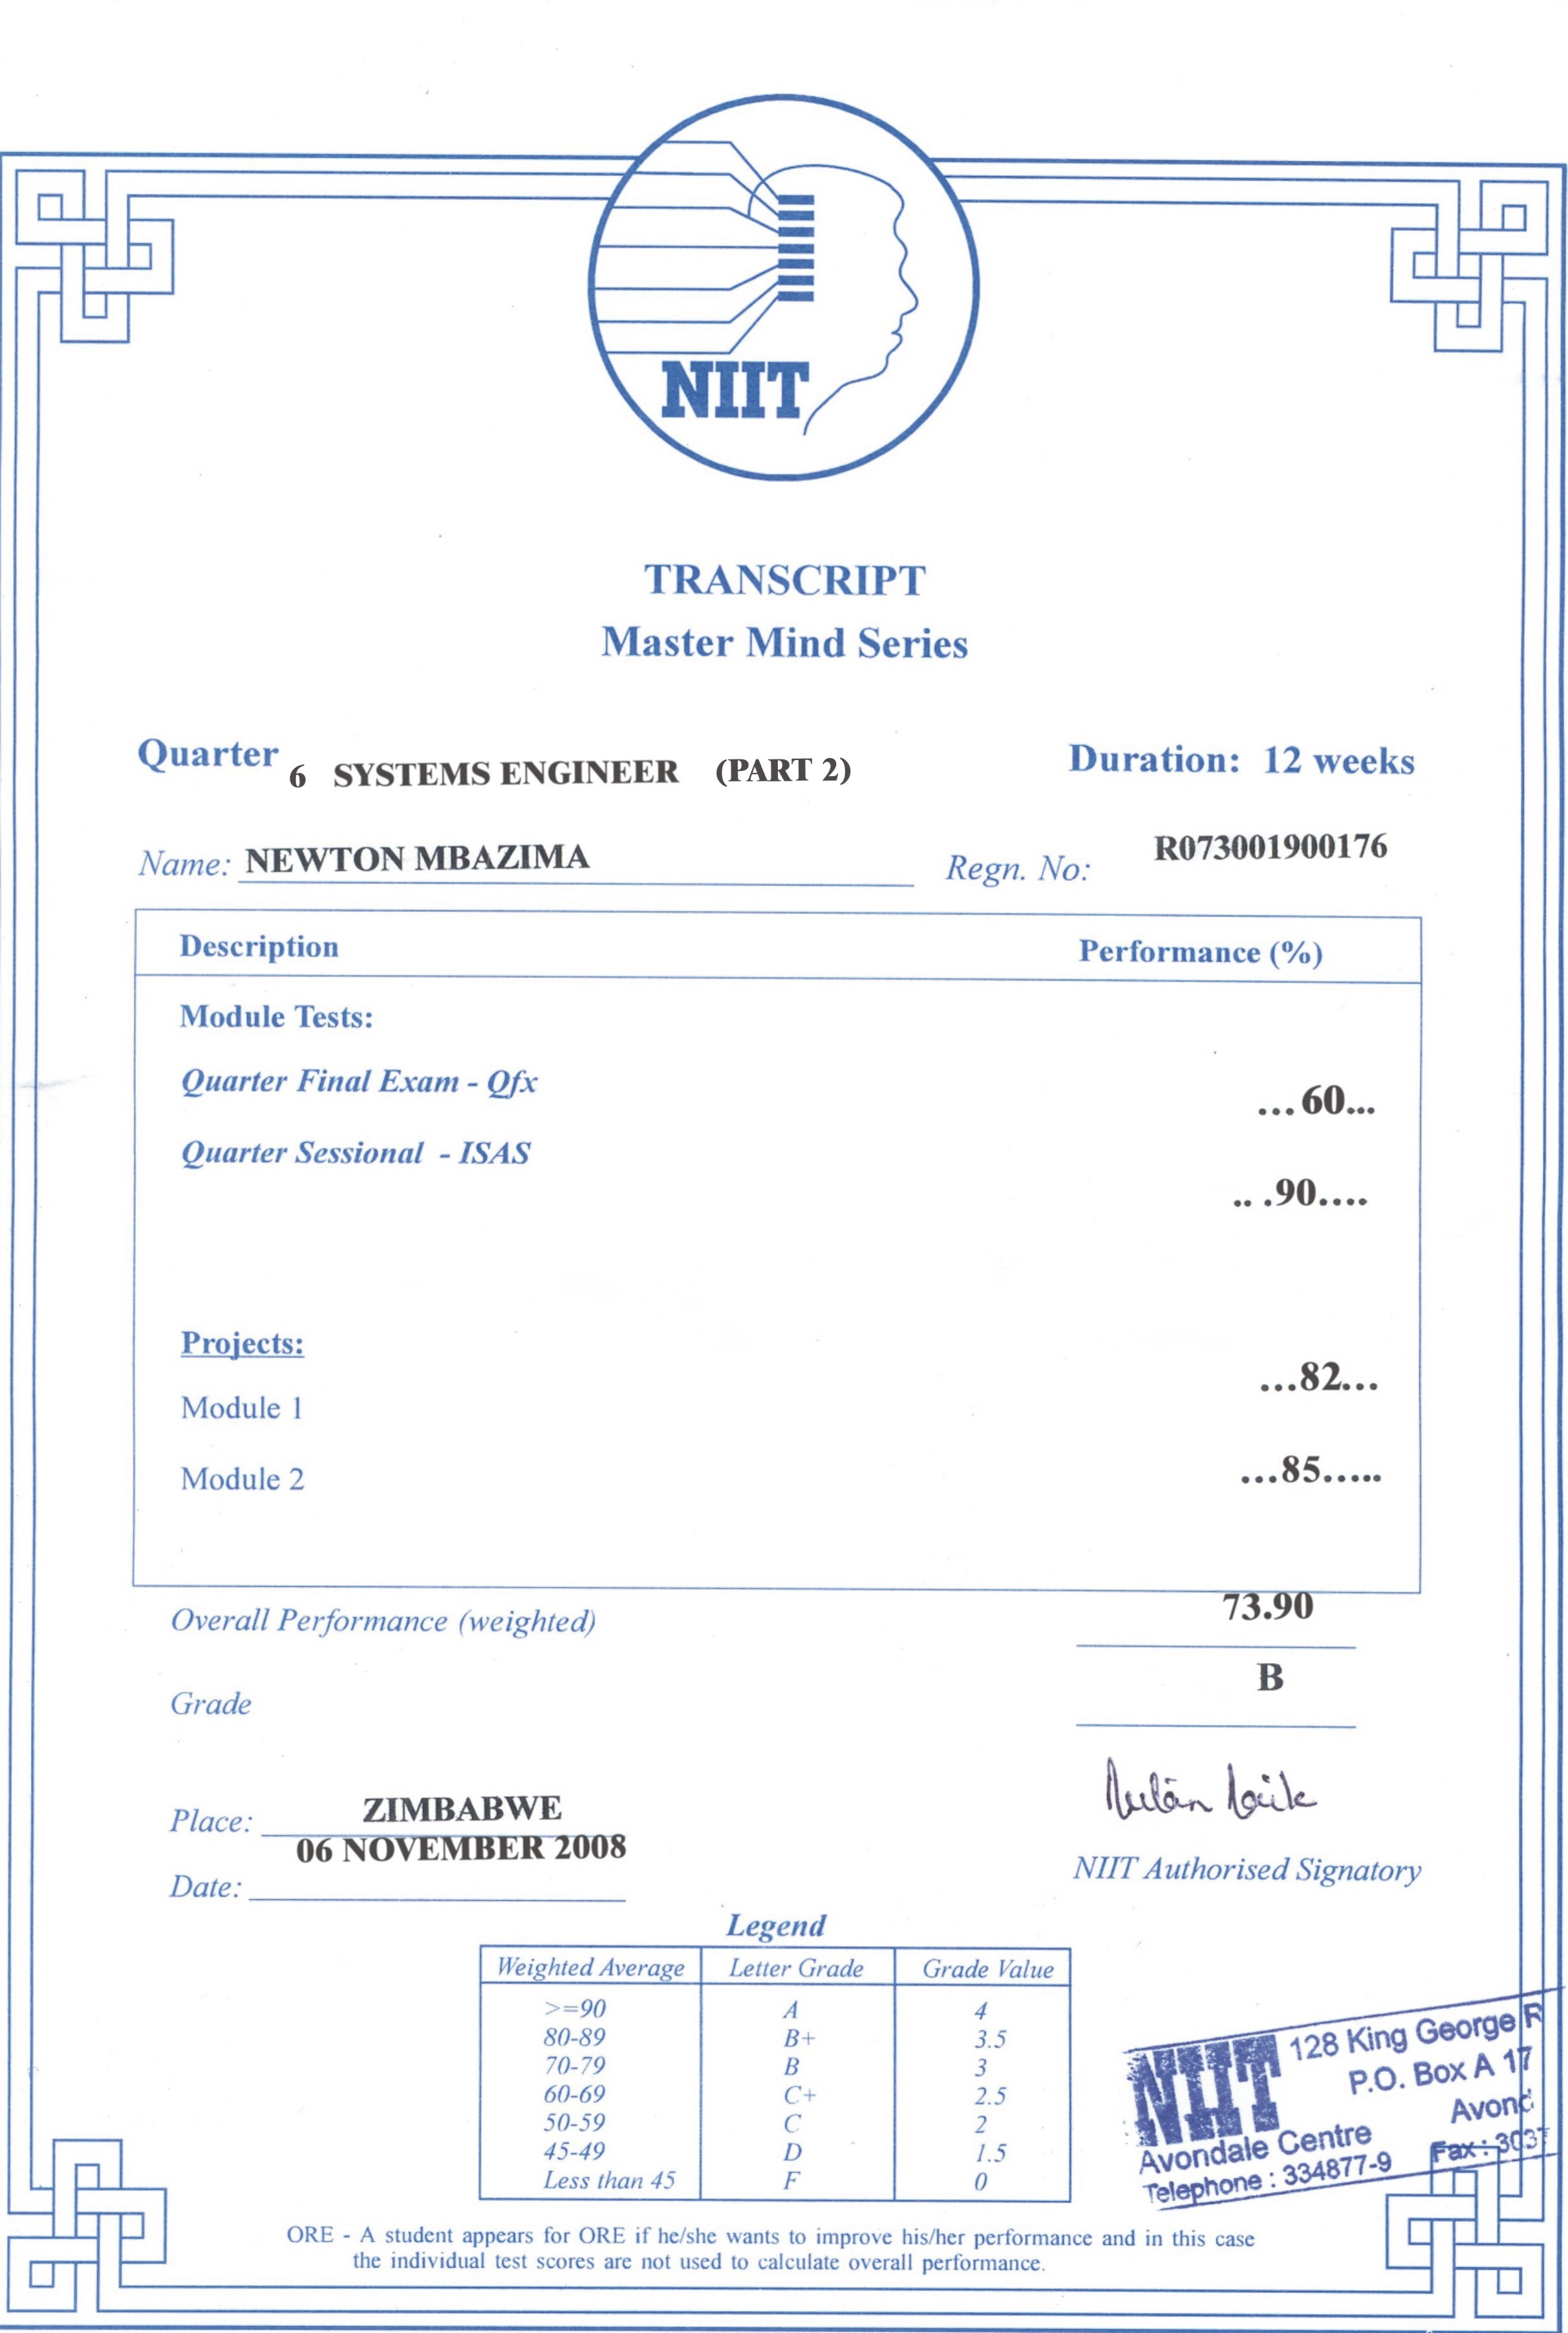 NIIT
TRANSCRIPT
Master Mind Series
Quarter 6 SYSTEMS ENGINEER (PART 2) Duration: 12 weeks
Name: NEWTON MBAZIMA Regn. No: R073001900176
Description Performance (%)
Module Tests:
Quarter Final Exam - Qfx ...60...
Quarter Sessional - ISAS .. .90....
Projects:
Module 1 ...82...
Module 2 ...85.....
Overall Performance (weighted) 73.90
Grade B
Place: ZIMBABWE
Date: 06 NOVEMBER 2008
NIIT Authorised Signatory
Legend
Weighted Average Letter Grade Grade Value
>=90 A 4
80-89 B+ 3.5
70-79 B 3
60-69 C+ 2.5
50-59 C 2
45-49 D 1.5
Less than 45 F 0
NIIT 128 King George R
P.O. Box A 17
Avond
Avondale Centre
Telephone : 334877-9 Fax : 303
ORE - A student appears for ORE if he/she wants to improve his/her performance and in this case
the individual test scores are not used to calculate overall performance.